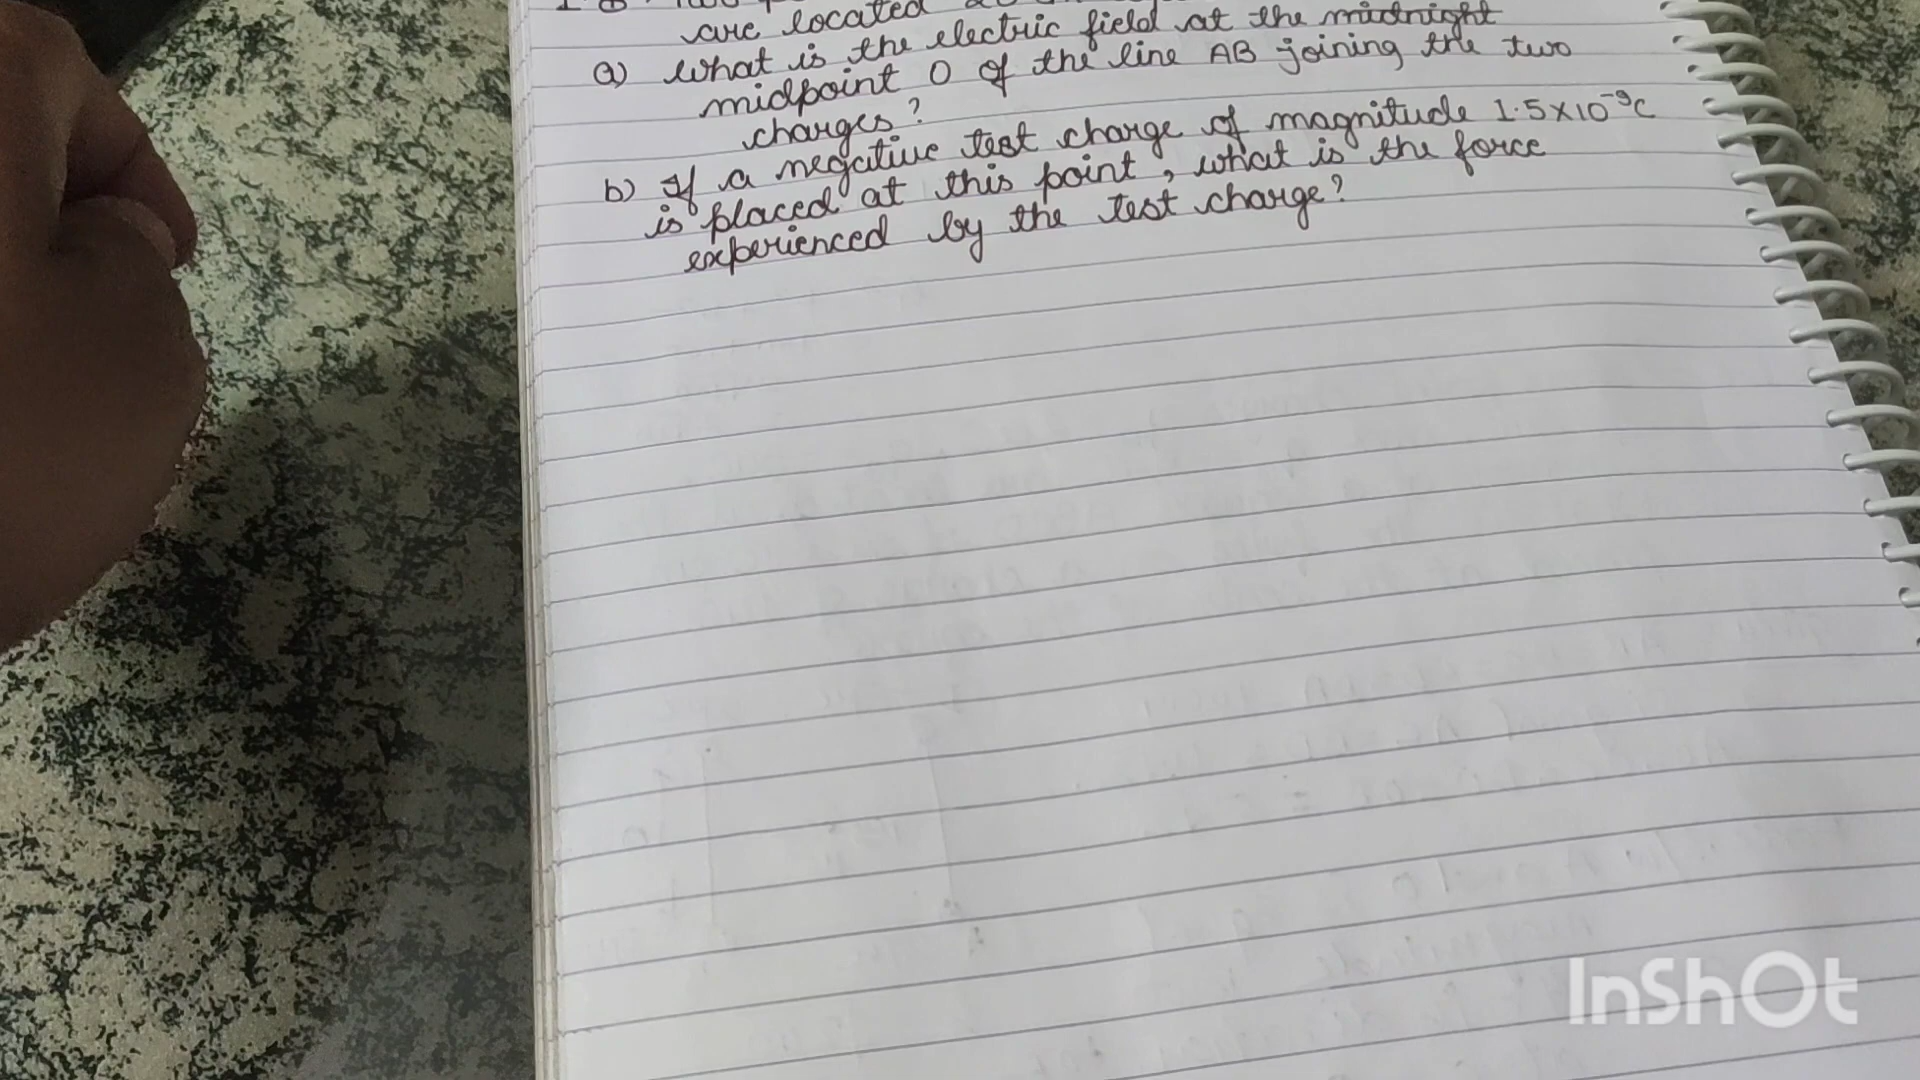 1.8.
are located
a) what is the electric field at the midnight
midpoint O of the line AB joining the two
charges?
b) If a negative test charge of magnitude 1.5×10⁻⁹C
is placed at this point, what is the force
experienced by the test charge?
InShOt